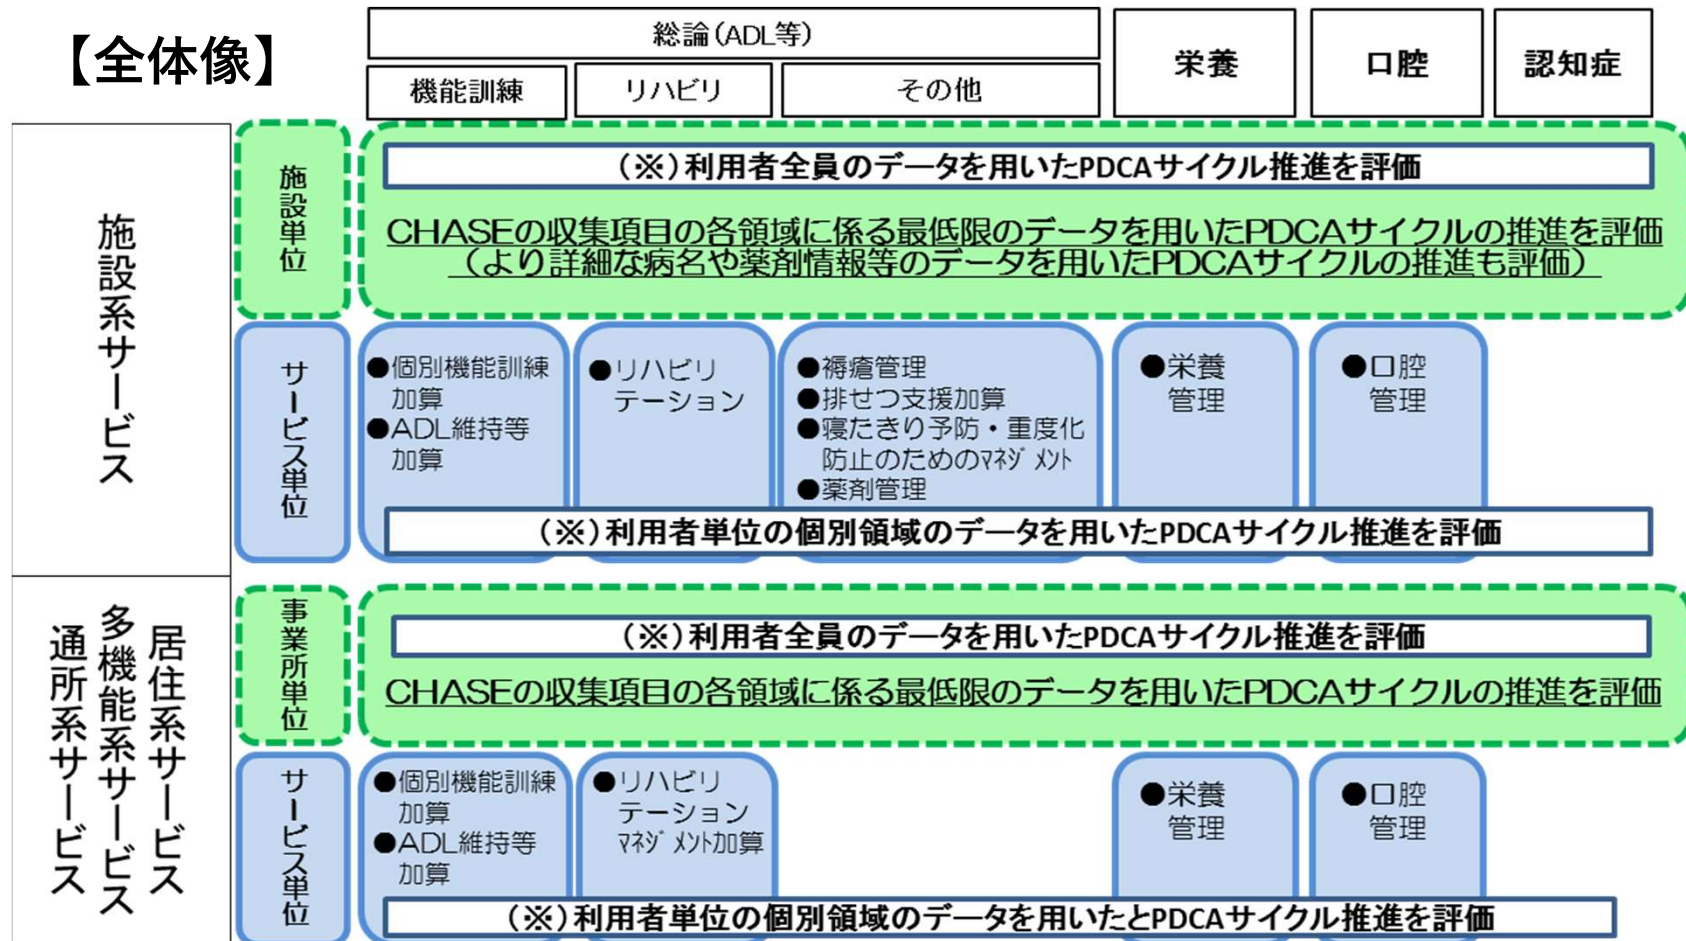 【全体像】
総論(ADL等)
機能訓練
リハビリ
その他
栄養
口腔
認知症
施設系サービス
施設単位
(※)利用者全員のデータを用いたPDCAサイクル推進を評価
CHASEの収集項目の各領域に係る最低限のデータを用いたPDCAサイクルの推進を評価
(より詳細な病名や薬剤情報等のデータを用いたPDCAサイクルの推進も評価)
サービス単位
●個別機能訓練
加算
●ADL維持等
加算
●リハビリ
テーション
●褥瘡管理
●排せつ支援加算
●寝たきり予防・重度化
防止のためのマネジメント
●薬剤管理
●栄養
管理
●口腔
管理
(※)利用者単位の個別領域のデータを用いたPDCAサイクル推進を評価
居住系サービス
多機能系サービス
通所系サービス
事業所単位
(※)利用者全員のデータを用いたPDCAサイクル推進を評価
CHASEの収集項目の各領域に係る最低限のデータを用いたPDCAサイクルの推進を評価
サービス単位
●個別機能訓練
加算
●ADL維持等
加算
●リハビリ
テーション
マネジメント加算
●栄養
管理
●口腔
管理
(※)利用者単位の個別領域のデータを用いたとPDCAサイクル推進を評価